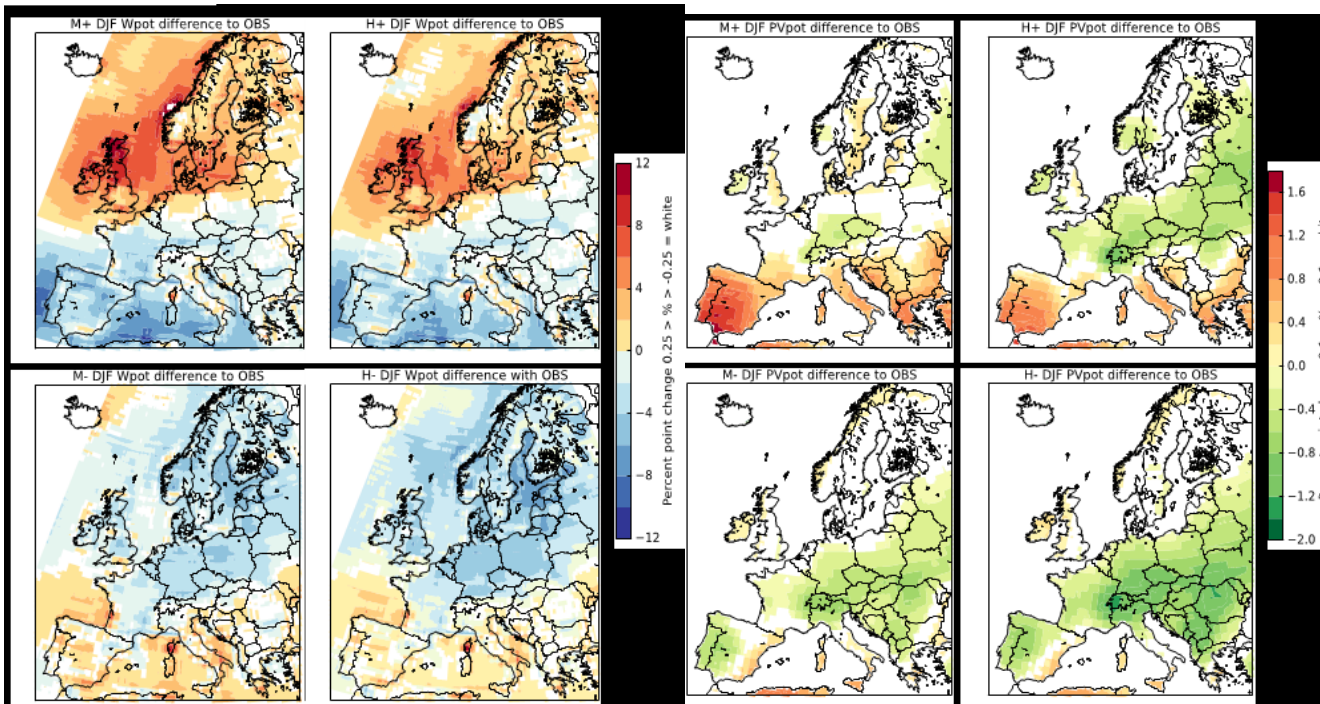 M+ DJF Wpot difference to OBS
H+ DJF Wpot difference to OBS
M+ DJF PVpot difference to OBS
H+ DJF PVpot difference to OBS
12
8
4
0
−4
−8
−12
Percent point change 0.25 > % > -0.25 = white
1.6
1.2
0.8
0.4
0.0
−0.4
−0.8
−1.2
−2.0
M- DJF Wpot difference to OBS
H- DJF Wpot difference with OBS
M- DJF PVpot difference to OBS
H- DJF PVpot difference to OBS